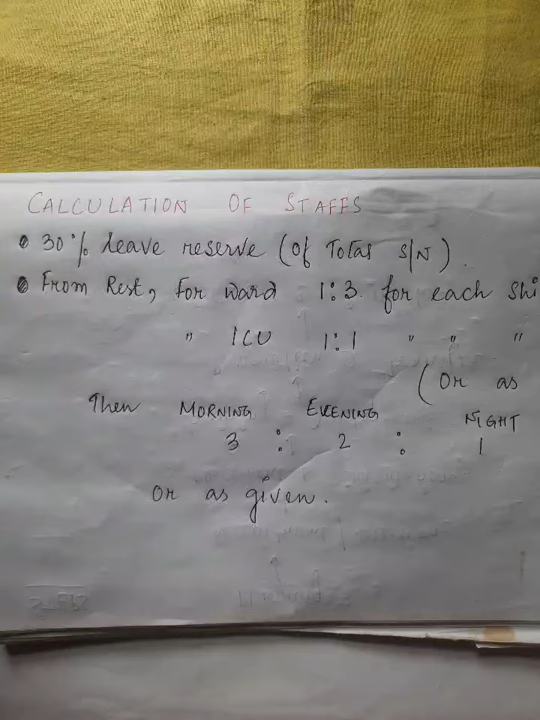 CALCULATION OF STAFFS
• 30% leave reserve (Of Total S/N).
• From Rest, For ward 1:3 for each Shi
" ICU 1:1 " " "
(Or as
Then MORNING EVENING NIGHT
3 : 2 : 1
Or as given.